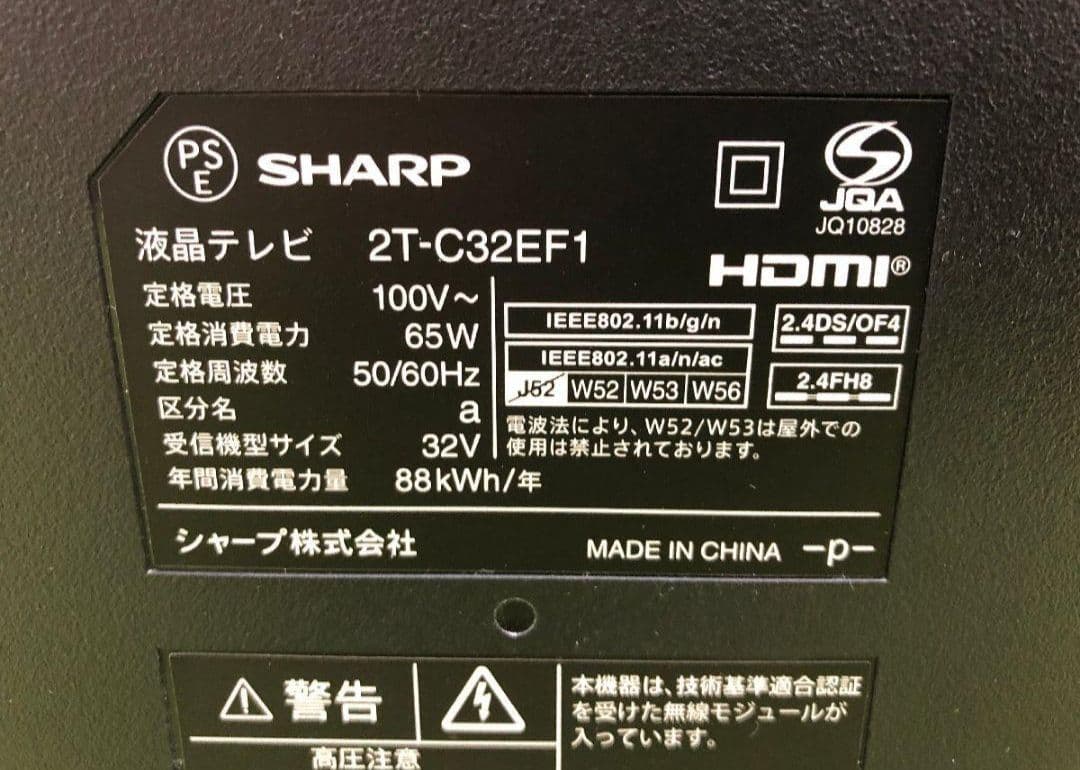 PSE SHARP
JQA
JQ10828
液晶テレビ 2T-C32EF1
HDMI®
定格電圧 100V~
定格消費電力 65W
定格周波数 50/60Hz
区分名 a
受信機型サイズ 32V
年間消費電力量 88kWh/年
IEEE802.11b/g/n
IEEE802.11a/n/ac
J52 W52 W53 W56
2.4DS/OF4
2.4FH8
電波法により、W52/W53は屋外での
使用は禁止されております。
シャープ株式会社 MADE IN CHINA -p-
警告
高圧注意
本機器は、技術基準適合認証
を受けた無線モジュールが
入っています。